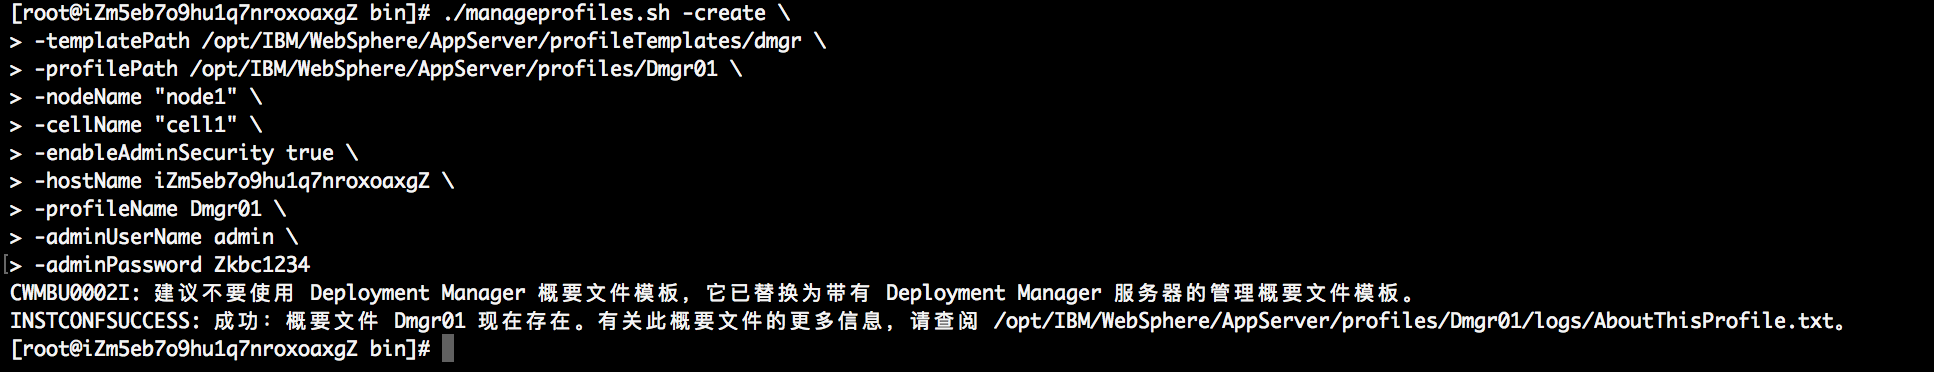 [root@iZm5eb7o9hu1q7nroxoaxgZ bin]# ./manageprofiles.sh -create \
> -templatePath /opt/IBM/WebSphere/AppServer/profileTemplates/dmgr \
> -profilePath /opt/IBM/WebSphere/AppServer/profiles/Dmgr01 \
> -nodeName "node1" \
> -cellName "cell1" \
> -enableAdminSecurity true \
> -hostName iZm5eb7o9hu1q7nroxoaxgZ \
> -profileName Dmgr01 \
> -adminUserName admin \
> -adminPassword Zkbc1234
CWMBU0002I: 建议不要使用 Deployment Manager 概要文件模板，它已替换为带有 Deployment Manager 服务器的管理概要文件模板。
INSTCONFSUCCESS: 成功：概要文件 Dmgr01 现在存在。有关此概要文件的更多信息，请查阅 /opt/IBM/WebSphere/AppServer/profiles/Dmgr01/logs/AboutThisProfile.txt。
[root@iZm5eb7o9hu1q7nroxoaxgZ bin]#